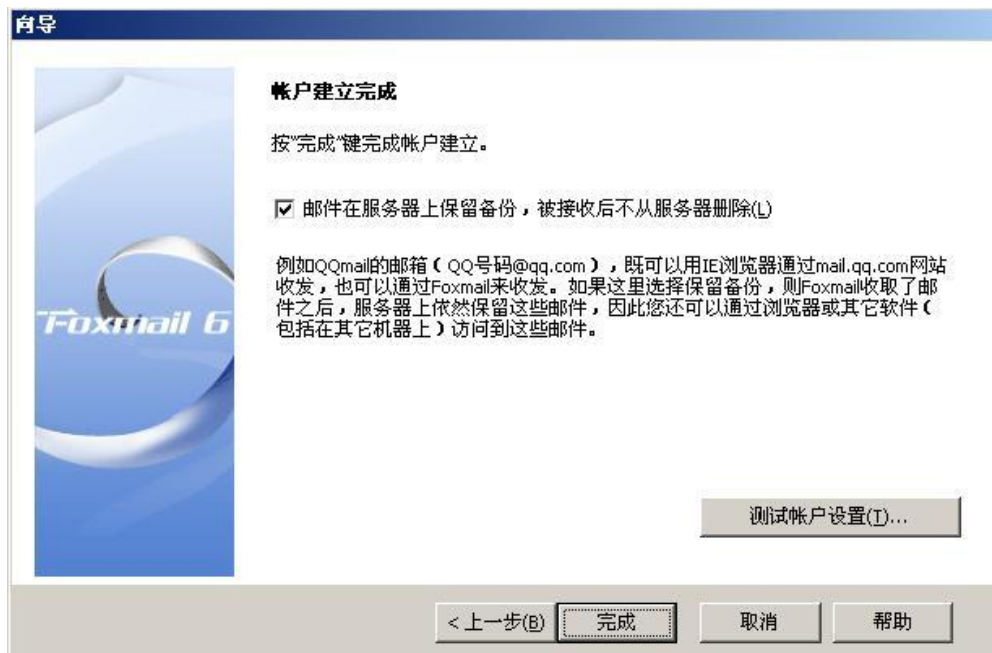 向导
帐户建立完成
按"完成"键完成帐户建立。
邮件在服务器上保留备份，被接收后不从服务器删除(L)
例如QQmail的邮箱（QQ号码@qq.com），既可以用IE浏览器通过mail.qq.com网站
收发，也可以通过Foxmail来收发。如果这里选择保留备份，则Foxmail收取了邮
件之后，服务器上依然保留这些邮件，因此您还可以通过浏览器或其它软件（
包括在其它机器上）访问到这些邮件。
Foxmail 6
测试帐户设置(T)...
<上一步(B) 完成 取消 帮助